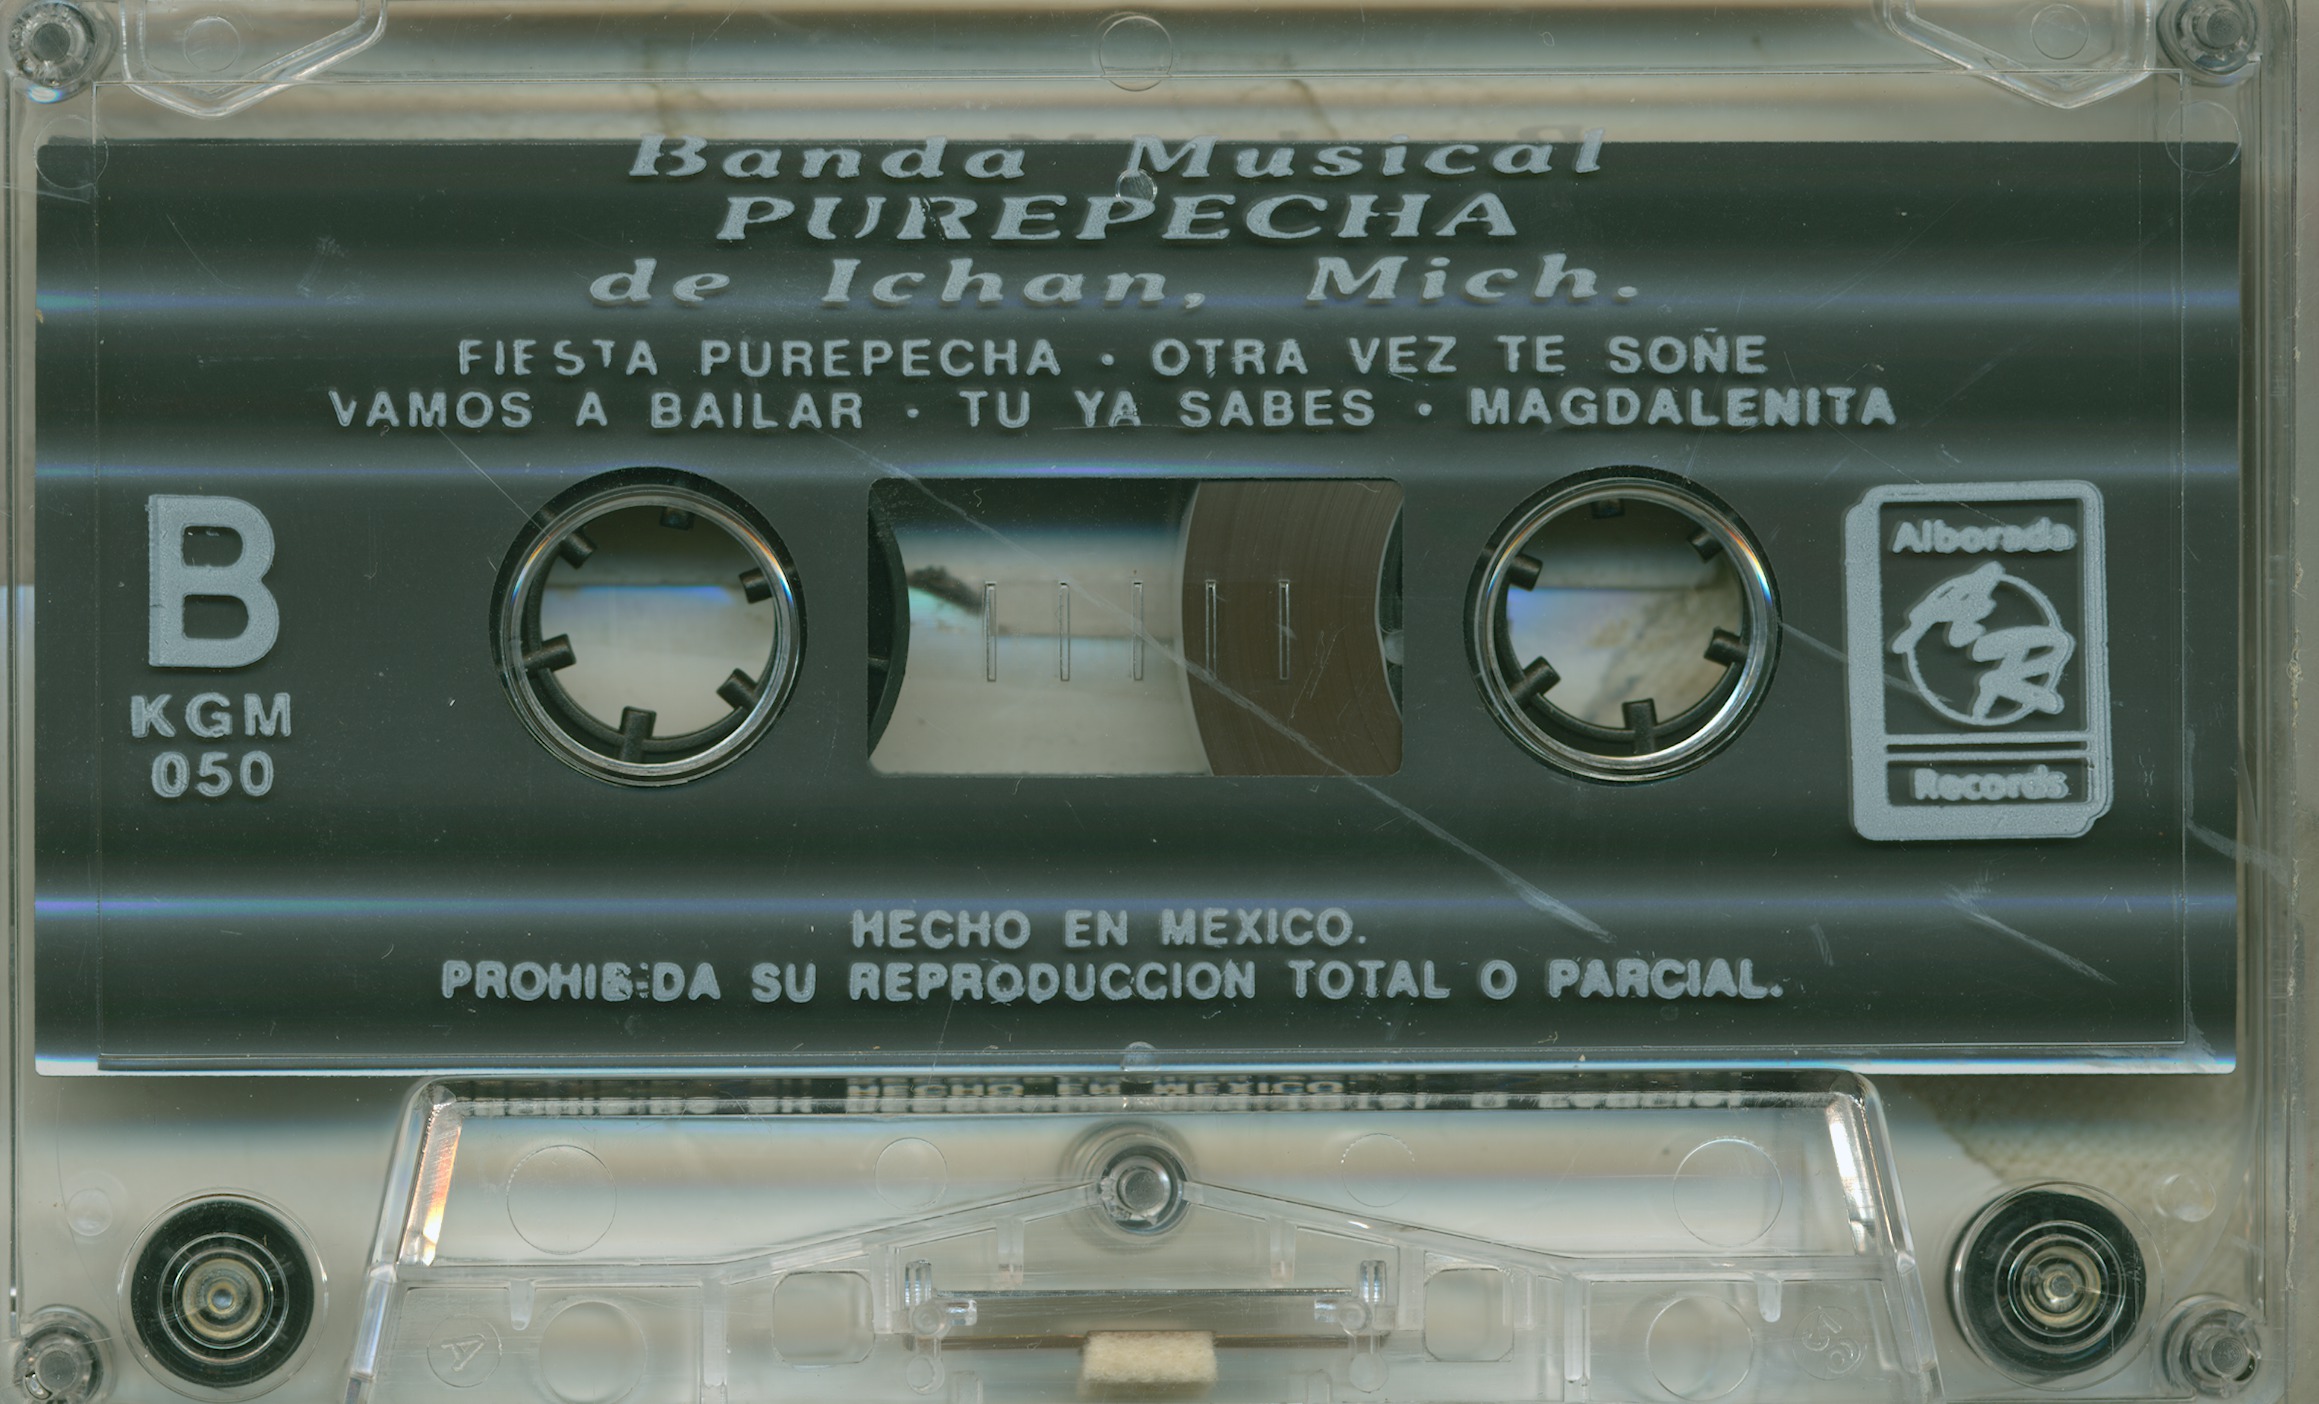 Banda Musical
PUREPECHA
de Ichan, Mich.
FIESTA PUREPECHA · OTRA VEZ TE SOÑE
VAMOS A BAILAR · TU YA SABES · MAGDALENITA
B
KGM
050
Alborada
AR
Records
HECHO EN MEXICO.
PROHIBIDA SU REPRODUCCION TOTAL O PARCIAL.
A